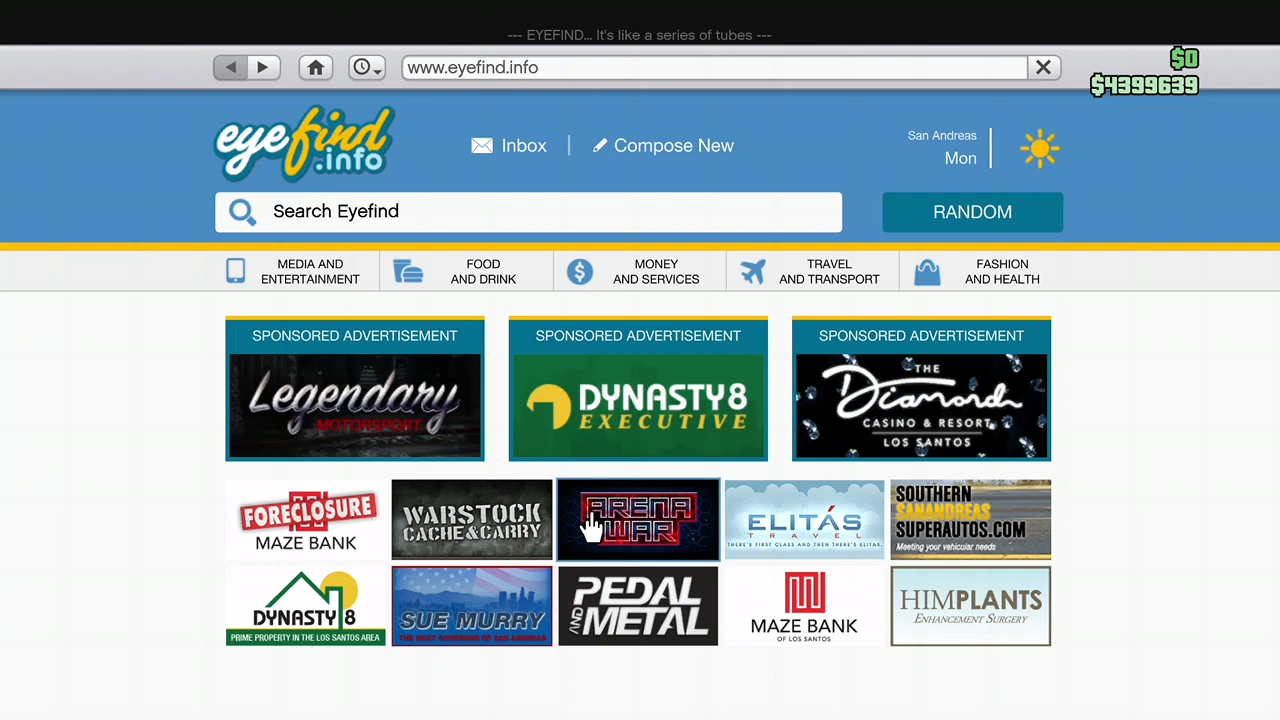 --- EYEFIND... It's like a series of tubes ---
www.eyefind.info
$0
$4399639
eyefind
.info
Inbox
Compose New
San Andreas
Mon
Search Eyefind
RANDOM
MEDIA AND
ENTERTAINMENT
FOOD
AND DRINK
MONEY
AND SERVICES
TRAVEL
AND TRANSPORT
FASHION
AND HEALTH
SPONSORED ADVERTISEMENT
Legendary
MOTORSPORT
SPONSORED ADVERTISEMENT
DYNASTY8
EXECUTIVE
SPONSORED ADVERTISEMENT
THE
Diamond
CASINO & RESORT
LOS SANTOS
FORECLOSURE
MAZE BANK
WARSTOCK
CACHE&CARRY
ARENA
WAR
ELITÁS
TRAVEL
THERE'S FIRST CLASS AND THEN THERE'S ELITAS.
SOUTHERN
SANANDREAS
SUPERAUTOS.COM
Meeting your vehicular needs
DYNASTY 8
PRIME PROPERTY IN THE LOS SANTOS AREA
SUE MURRY
THE NEXT GOVERNOR OF SAN ANDREAS
PEDAL
AND
METAL
MAZE BANK
OF LOS SANTOS
HIMPLANTS
ENHANCEMENT SURGERY